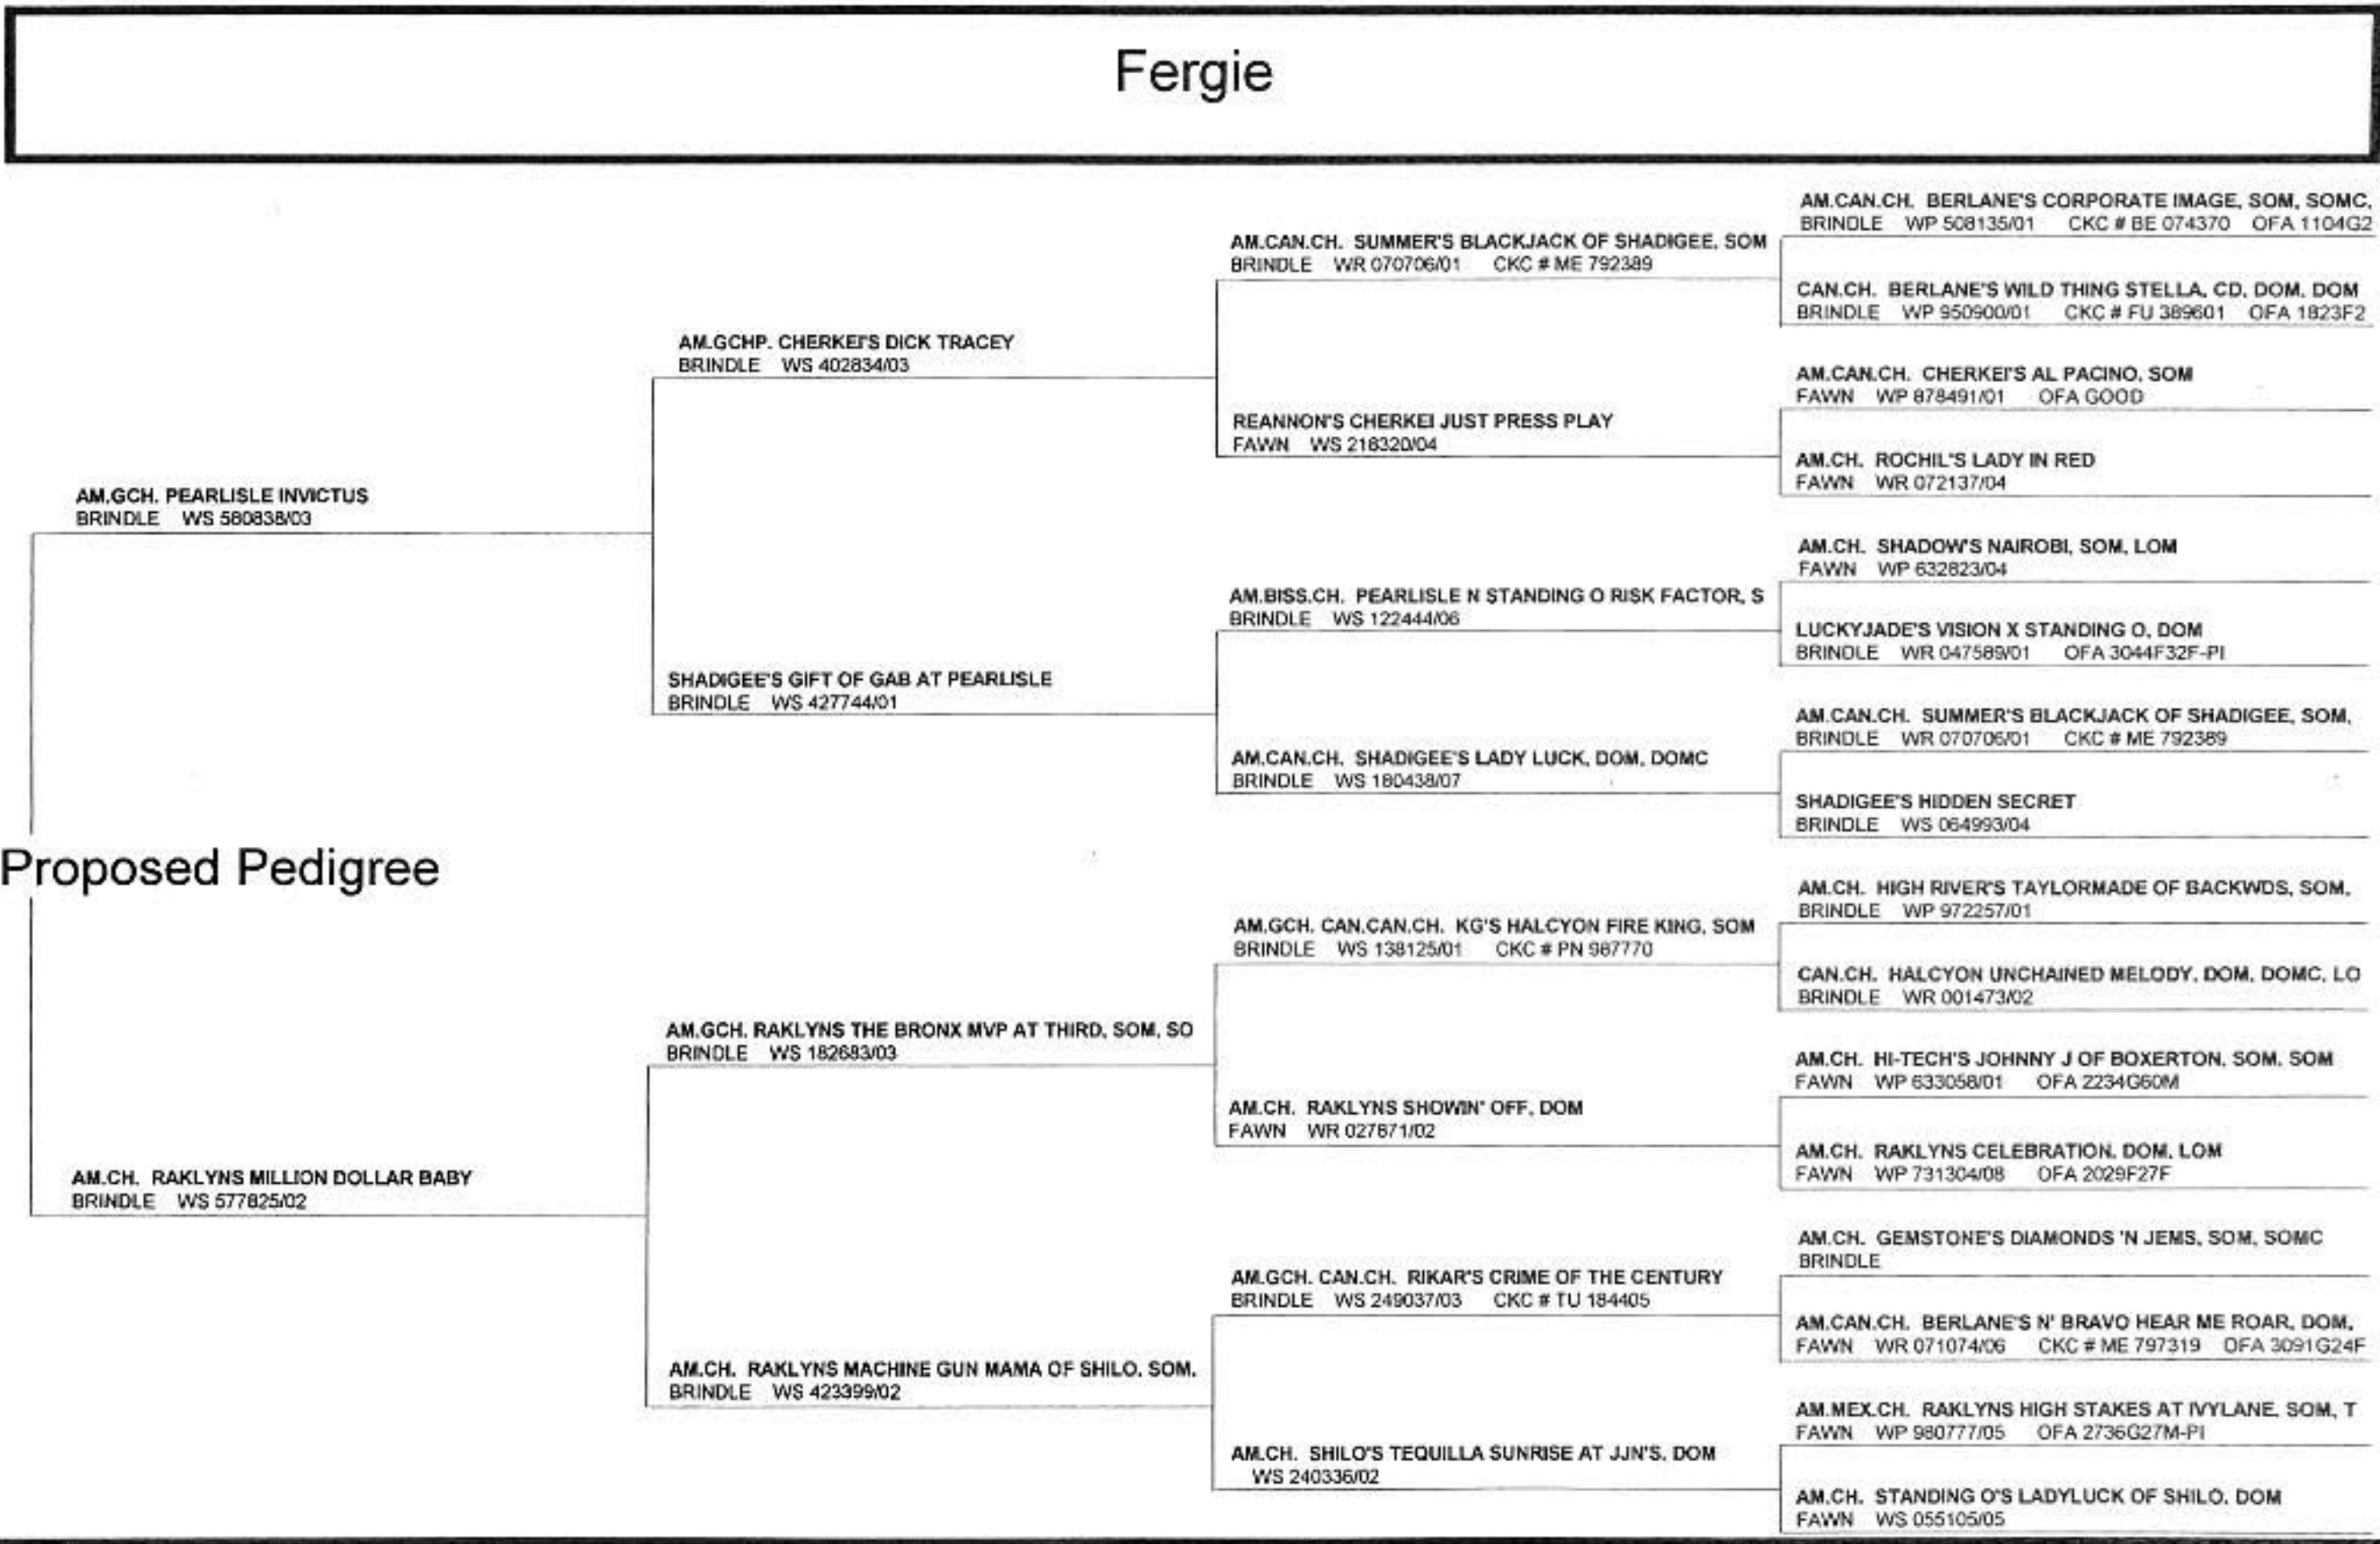 Fergie
AM.CAN.CH. BERLANE'S CORPORATE IMAGE, SOM, SOMC,
BRINDLE WP 508135/01 CKC # BE 074370 OFA 1104G2
AM.CAN.CH. SUMMER'S BLACKJACK OF SHADIGEE, SOM
BRINDLE WR 070706/01 CKC # ME 792389
CAN.CH. BERLANE'S WILD THING STELLA, CD, DOM, DOM
BRINDLE WP 950900/01 CKC # FU 389601 OFA 1823F2
AM.GCHP. CHERKEI'S DICK TRACEY
BRINDLE WS 402834/03
AM.CAN.CH. CHERKEI'S AL PACINO, SOM
FAWN WP 878491/01 OFA GOOD
REANNON'S CHERKEI JUST PRESS PLAY
FAWN WS 218320/04
AM.CH. ROCHIL'S LADY IN RED
FAWN WR 072137/04
AM.GCH. PEARLISLE INVICTUS
BRINDLE WS 580838/03
AM.CH. SHADOW'S NAIROBI, SOM, LOM
FAWN WP 632823/04
AM.BISS.CH. PEARLISLE N STANDING O RISK FACTOR, S
BRINDLE WS 122444/06
LUCKYJADE'S VISION X STANDING O, DOM
BRINDLE WR 047589/01 OFA 3044F32F-PI
SHADIGEE'S GIFT OF GAB AT PEARLISLE
BRINDLE WS 427744/01
AM.CAN.CH. SUMMER'S BLACKJACK OF SHADIGEE, SOM,
BRINDLE WR 070706/01 CKC # ME 792389
AM.CAN.CH. SHADIGEE'S LADY LUCK, DOM, DOMC
BRINDLE WS 180438/07
SHADIGEE'S HIDDEN SECRET
BRINDLE WS 064993/04
Proposed Pedigree
AM.CH. HIGH RIVER'S TAYLORMADE OF BACKWDS, SOM,
BRINDLE WP 972257/01
AM.GCH. CAN.CAN.CH. KG'S HALCYON FIRE KING, SOM
BRINDLE WS 138125/01 CKC # PN 987770
CAN.CH. HALCYON UNCHAINED MELODY, DOM, DOMC, LO
BRINDLE WR 001473/02
AM.GCH. RAKLYNS THE BRONX MVP AT THIRD, SOM, SO
BRINDLE WS 182683/03
AM.CH. HI-TECH'S JOHNNY J OF BOXERTON, SOM, SOM
FAWN WP 633058/01 OFA 2234G60M
AM.CH. RAKLYNS SHOWIN' OFF, DOM
FAWN WR 027871/02
AM.CH. RAKLYNS CELEBRATION, DOM, LOM
FAWN WP 731304/08 OFA 2029F27F
AM.CH. RAKLYNS MILLION DOLLAR BABY
BRINDLE WS 577825/02
AM.CH. GEMSTONE'S DIAMONDS 'N JEMS, SOM, SOMC
BRINDLE
AM.GCH. CAN.CH. RIKAR'S CRIME OF THE CENTURY
BRINDLE WS 249037/03 CKC # TU 184405
AM.CAN.CH. BERLANE'S N' BRAVO HEAR ME ROAR, DOM,
FAWN WR 071074/06 CKC # ME 797319 OFA 3091G24F
AM.CH. RAKLYNS MACHINE GUN MAMA OF SHILO, SOM,
BRINDLE WS 423399/02
AM.MEX.CH. RAKLYNS HIGH STAKES AT IVYLANE, SOM, T
FAWN WP 980777/05 OFA 2736G27M-PI
AM.CH. SHILO'S TEQUILLA SUNRISE AT JJN'S, DOM
WS 240336/02
AM.CH. STANDING O'S LADYLUCK OF SHILO, DOM
FAWN WS 055105/05